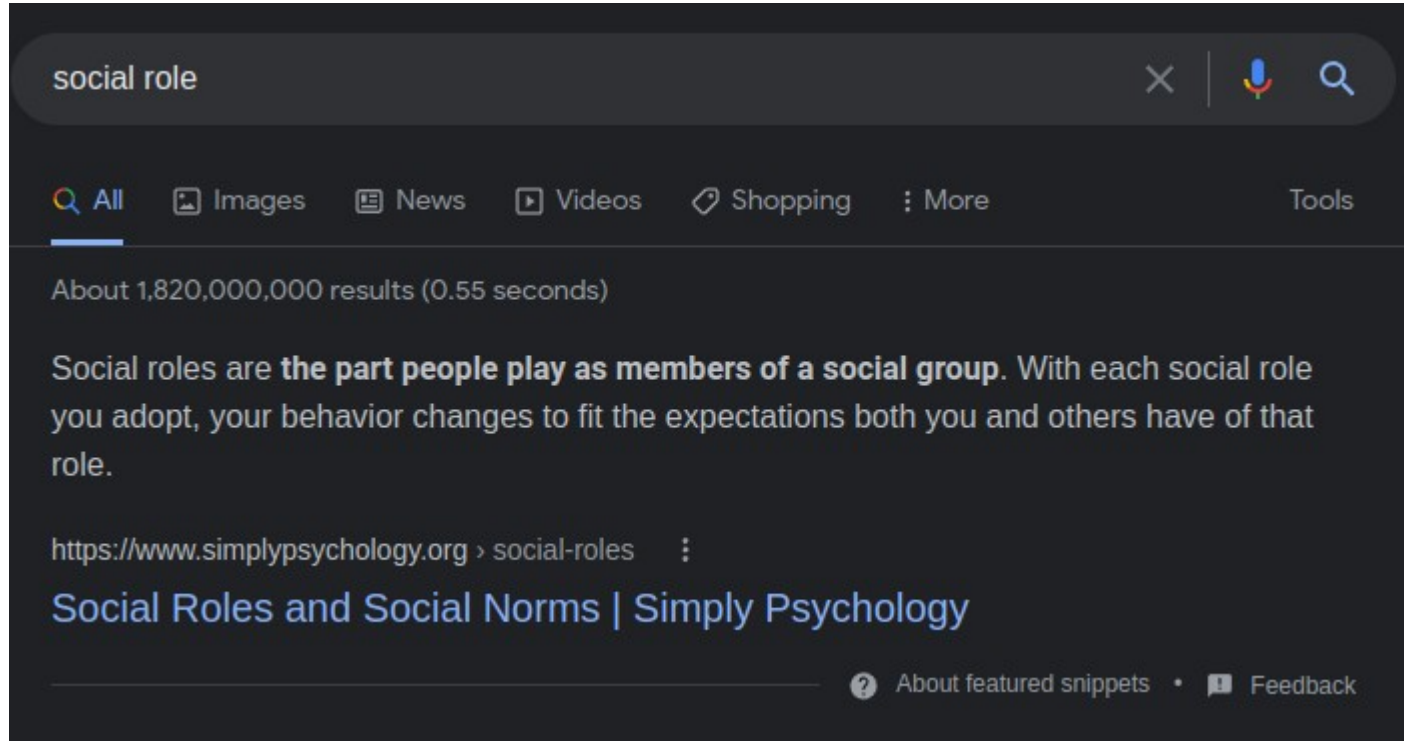 social role
All Images News Videos Shopping More Tools
About 1,820,000,000 results (0.55 seconds)
Social roles are the part people play as members of a social group. With each social role
you adopt, your behavior changes to fit the expectations both you and others have of that
role.
https://www.simplypsychology.org › social-roles
Social Roles and Social Norms | Simply Psychology
About featured snippets • Feedback